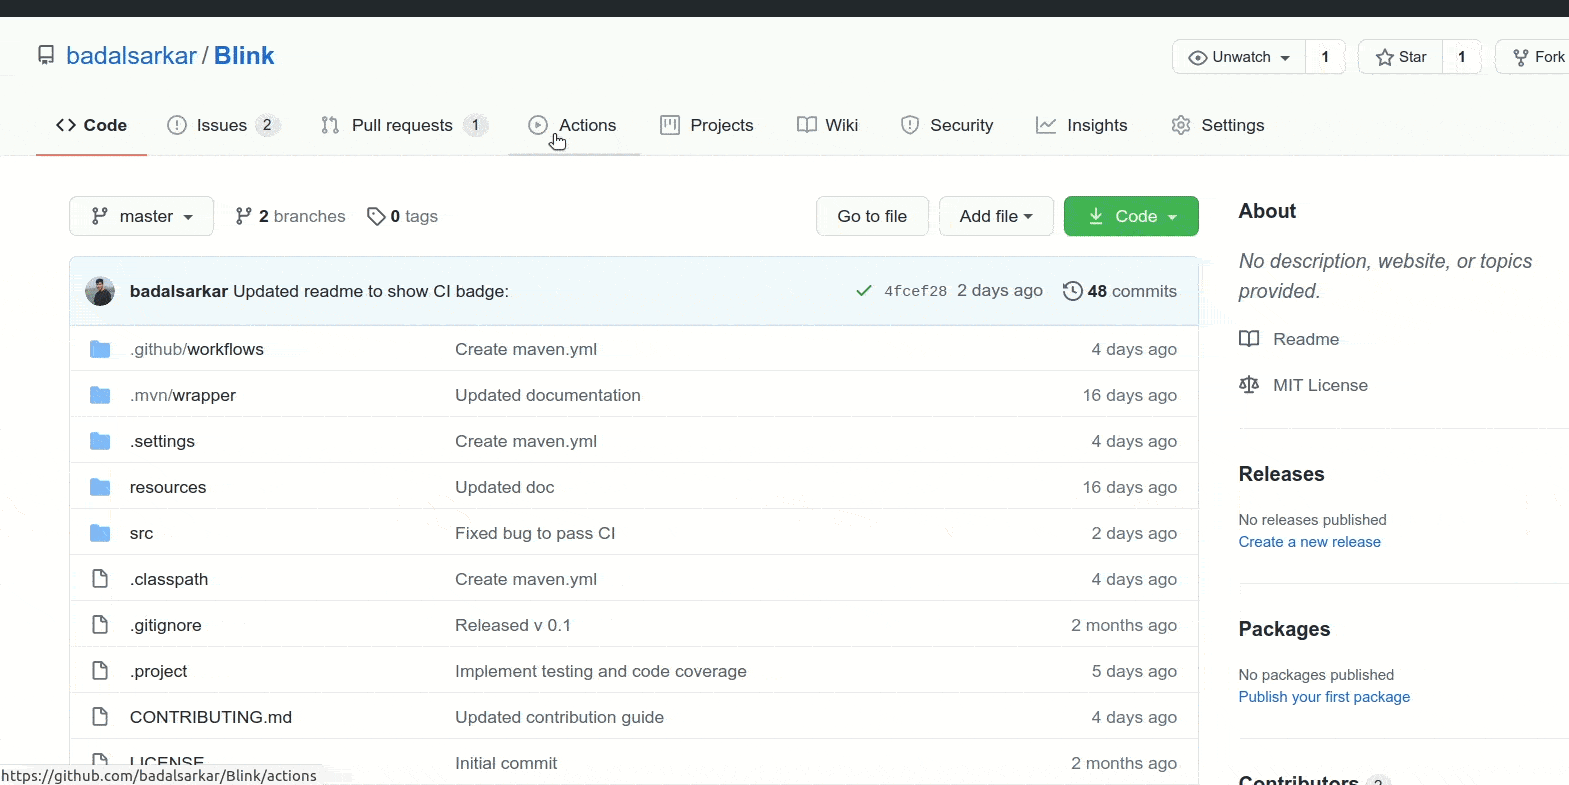 badalsarkar / Blink
Unwatch 1 Star 1 Fork
Code Issues 2 Pull requests 1 Actions Projects Wiki Security Insights Settings
master 2 branches 0 tags Go to file Add file Code
badalsarkar Updated readme to show CI badge: 4fcef28 2 days ago 48 commits
.github/workflows Create maven.yml 4 days ago
.mvn/wrapper Updated documentation 16 days ago
.settings Create maven.yml 4 days ago
resources Updated doc 16 days ago
src Fixed bug to pass CI 2 days ago
.classpath Create maven.yml 4 days ago
.gitignore Released v 0.1 2 months ago
.project Implement testing and code coverage 5 days ago
CONTRIBUTING.md Updated contribution guide 4 days ago
LICENSE Initial commit 2 months ago
https://github.com/badalsarkar/Blink/actions
About
No description, website, or topics
provided.
Readme
MIT License
Releases
No releases published
Create a new release
Packages
No packages published
Publish your first package
Contributors 2